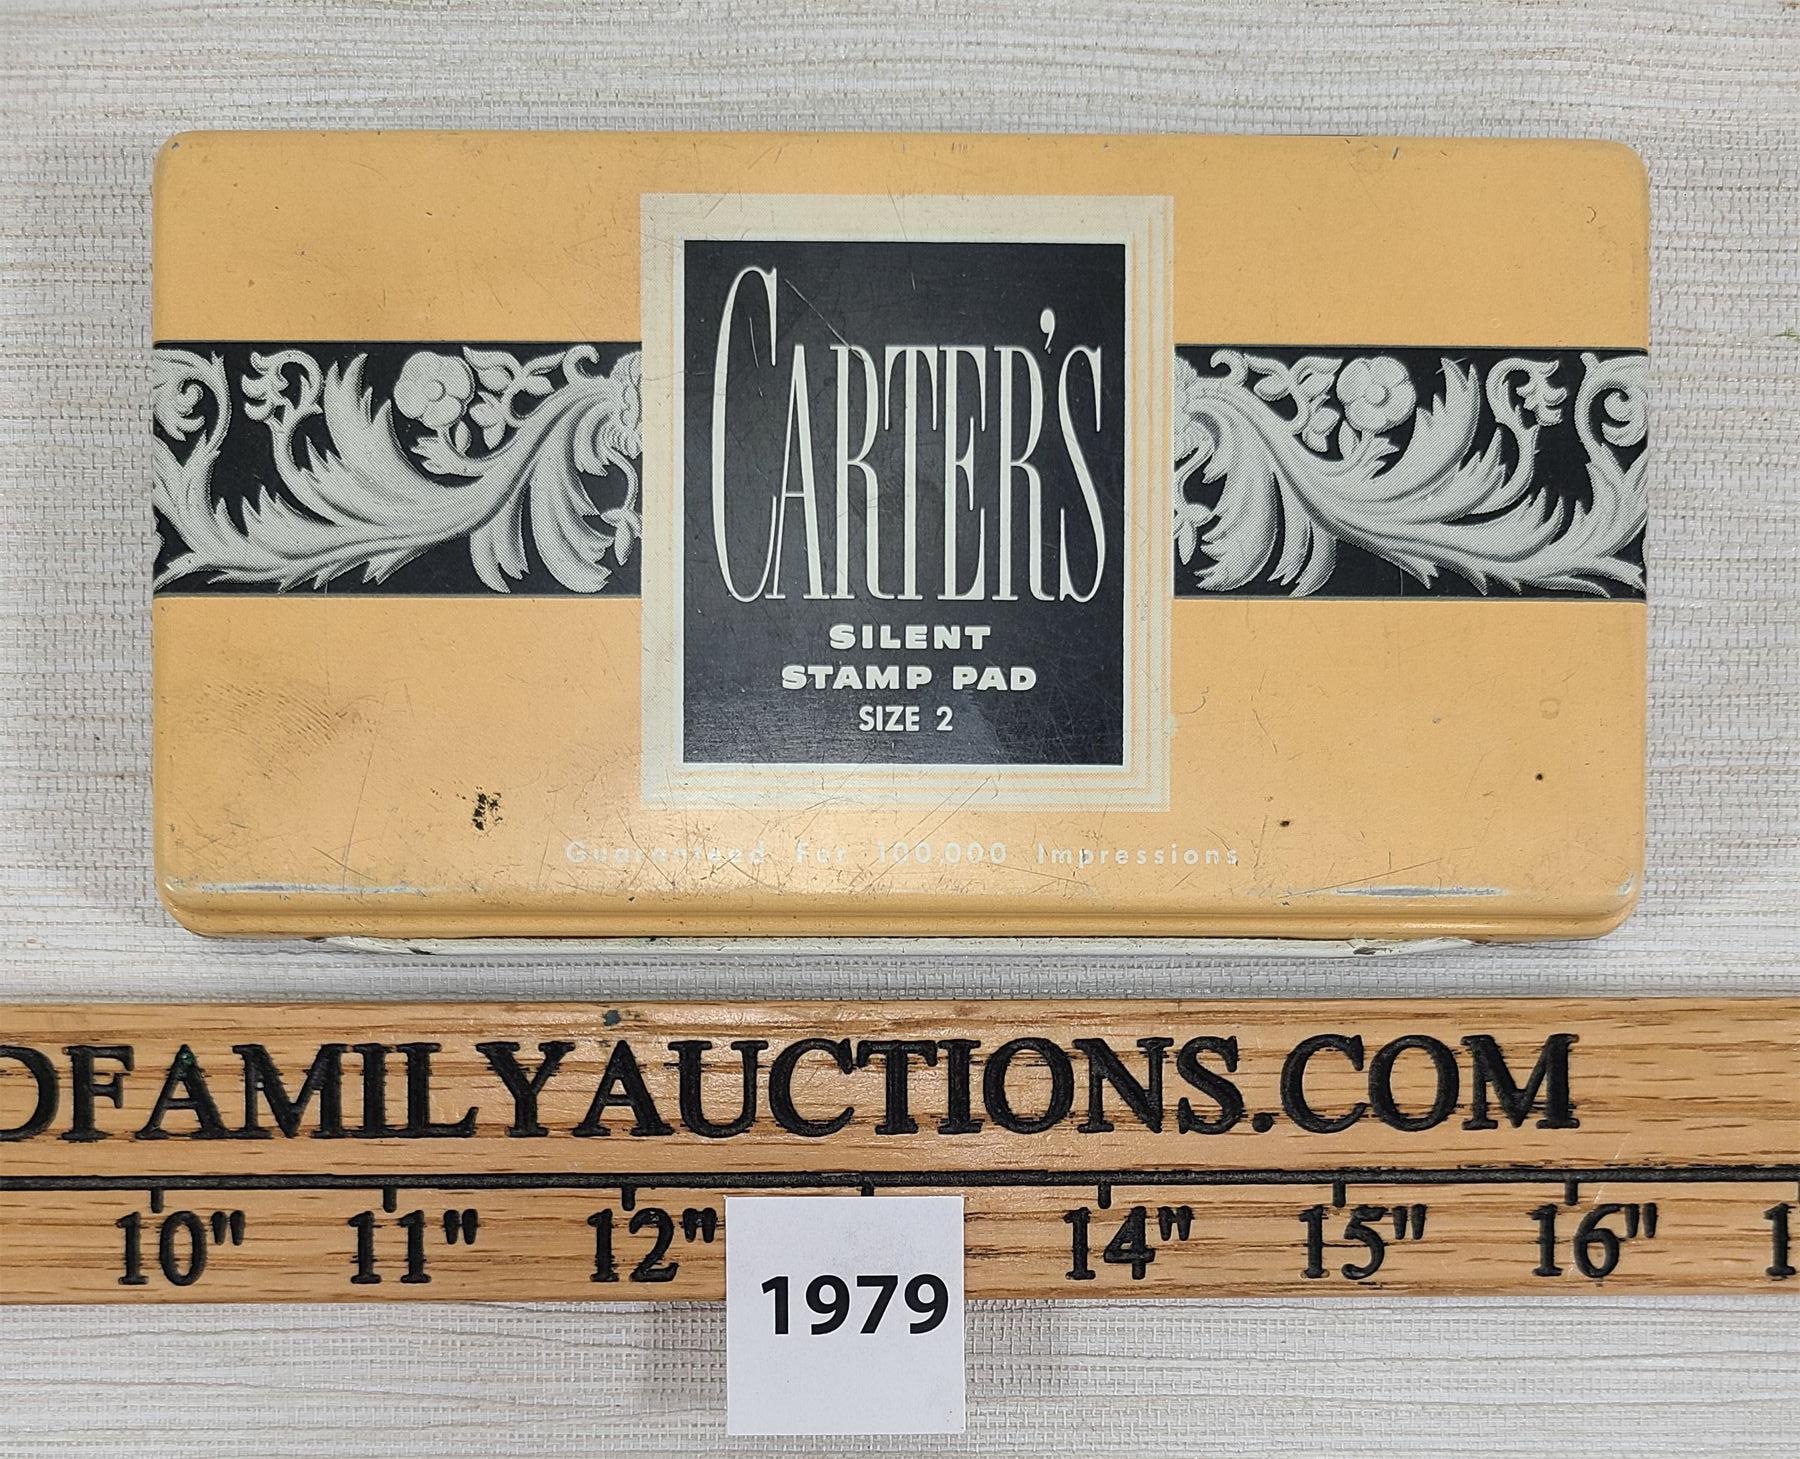 CARTER'S
SILENT
STAMP PAD
SIZE 2
Guaranteed For 100,000 Impressions
DFAMILYAUCTIONS.COM
10" 11" 12" 14" 15" 16" 1
1979